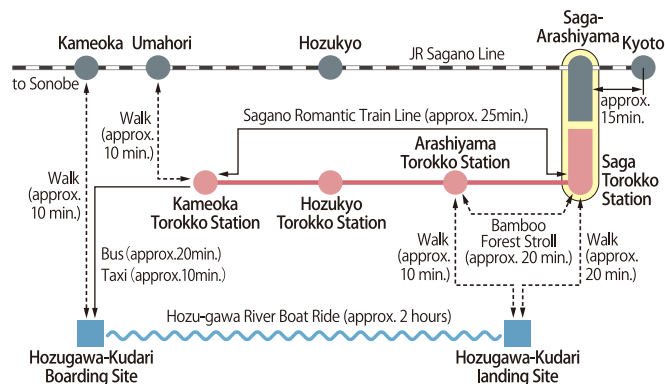 Saga-
Arashiyama
Kameoka
Umahori
Hozukyo
Kyoto
JR Sagano Line
to Sonobe
approx.
15min.
Walk
(approx.
10 min.)
Sagano Romantic Train Line (approx. 25min.)
Arashiyama
Torokko Station
Saga
Torokko
Station
Walk
(approx.
10 min.)
Kameoka
Torokko Station
Hozukyo
Torokko Station
Bamboo
Forest Stroll
(approx. 20 min.)
Walk
(approx.
10 min.)
Walk
(approx.
20 min.)
Bus (approx.20min.)
Taxi (approx.10min.)
Hozu-gawa River Boat Ride (approx. 2 hours)
Hozugawa-Kudari
Boarding Site
Hozugawa-Kudari
landing Site